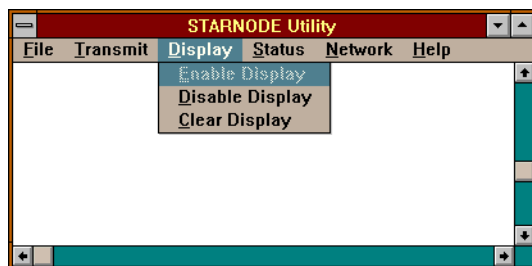 STARNODE Utility
File Transmit Display Status Network Help
Enable Display
Disable Display
Clear Display